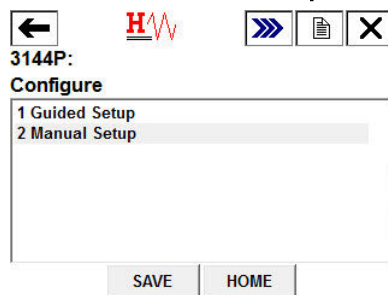 H
3144P:
Configure
1 Guided Setup
2 Manual Setup
SAVE HOME